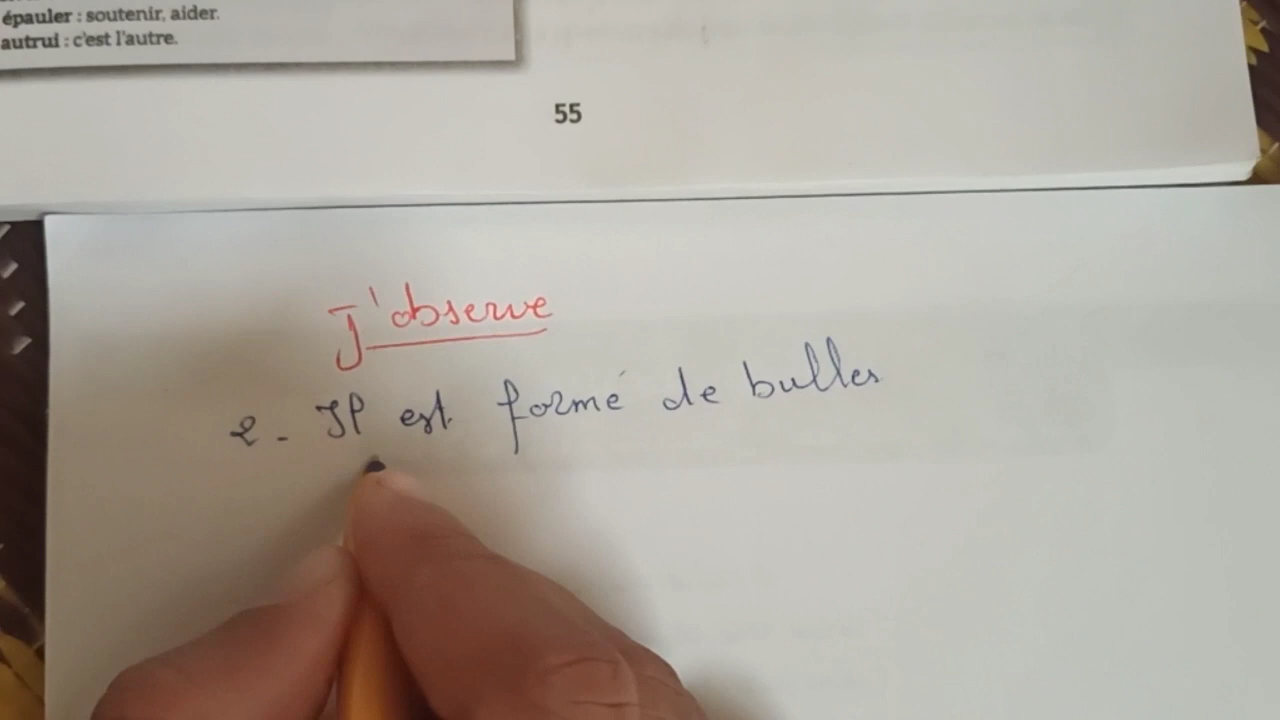 épauler : soutenir, aider.
autrui : c'est l'autre.
55
J'observe
2- Il est formé de bulles